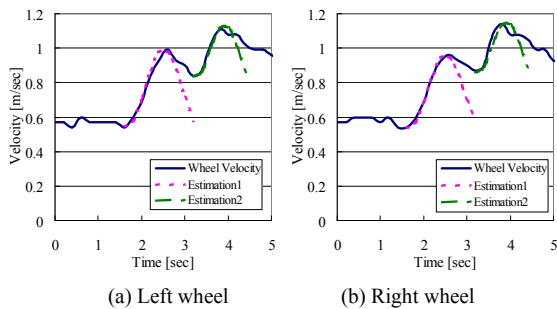 1.2
1
0.8
0.6
0.4
0.2
0
Velocity [m/sec]
Wheel Velocity
Estimation1
Estimation2
0 1 2 3 4 5
Time [sec]
(a) Left wheel
1.2
1
0.8
0.6
0.4
0.2
0
Velocity [m/sec]
Wheel Velocity
Estimation1
Estimation2
0 1 2 3 4 5
Time [sec]
(b) Right wheel